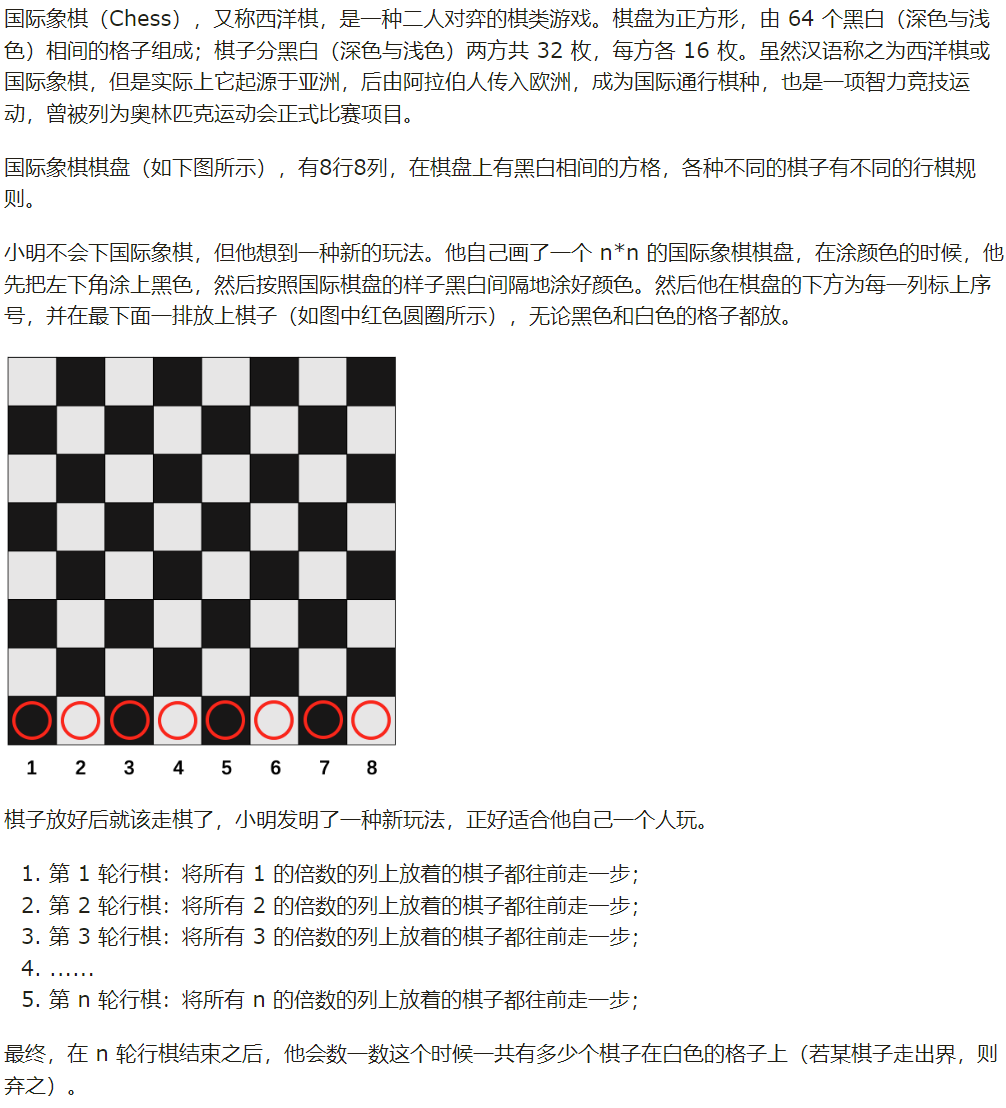 国际象棋（Chess），又称西洋棋，是一种二人对弈的棋类游戏。棋盘为正方形，由 64 个黑白（深色与浅
色）相间的格子组成；棋子分黑白（深色与浅色）两方共 32 枚，每方各 16 枚。虽然汉语称之为西洋棋或
国际象棋，但是实际上它起源于亚洲，后由阿拉伯人传入欧洲，成为国际通行棋种，也是一项智力竞技运
动，曾被列为奥林匹克运动会正式比赛项目。
国际象棋棋盘（如下图所示），有8行8列，在棋盘上有黑白相间的方格，各种不同的棋子有不同的行棋规
则。
小明不会下国际象棋，但他想到一种新的玩法。他自己画了一个 n*n 的国际象棋棋盘，在涂颜色的时候，他
先把左下角涂上黑色，然后按照国际棋盘的样子黑白间隔地涂好颜色。然后他在棋盘的下方为每一列标上序
号，并在最下面一排放上棋子（如图中红色圆圈所示），无论黑色和白色的格子都放。
1 2 3 4 5 6 7 8
棋子放好后就该走棋了，小明发明了一种新玩法，正好适合他自己一个人玩。
1. 第 1 轮行棋：将所有 1 的倍数的列上放着的棋子都往前走一步；
2. 第 2 轮行棋：将所有 2 的倍数的列上放着的棋子都往前走一步；
3. 第 3 轮行棋：将所有 3 的倍数的列上放着的棋子都往前走一步；
4. ……
5. 第 n 轮行棋：将所有 n 的倍数的列上放着的棋子都往前走一步；
最终，在 n 轮行棋结束之后，他会数一数这个时候一共有多少个棋子在白色的格子上（若某棋子走出界，则
弃之）。